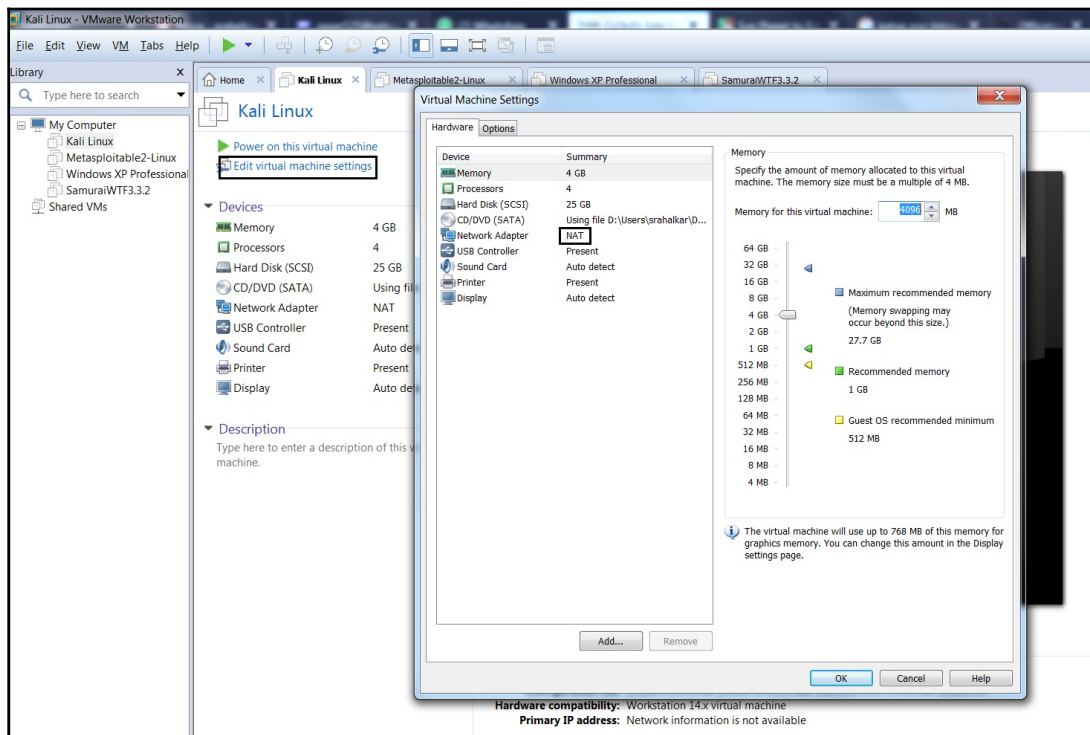 Kali Linux - VMware Workstation
File Edit View VM Tabs Help
Library X
Type here to search
My Computer
Kali Linux
Metasploitable2-Linux
Windows XP Professional
SamuraiWTF3.3.2
Shared VMs
Home × Kali Linux × Metasploitable2-Linux × Windows XP Professional × SamuraiWTF3.3.2 ×
Kali Linux
Power on this virtual machine
Edit virtual machine settings
Devices
Memory 4 GB
Processors 4
Hard Disk (SCSI) 25 GB
CD/DVD (SATA) Using fil
Network Adapter NAT
USB Controller Present
Sound Card Auto de
Printer Present
Display Auto de
Description
Type here to enter a description of this v
machine.
Virtual Machine Settings
Hardware Options
Device Summary
Memory 4 GB
Processors 4
Hard Disk (SCSI) 25 GB
CD/DVD (SATA) Using file D:\Users\srahalkar\D...
Network Adapter NAT
USB Controller Present
Sound Card Auto detect
Printer Present
Display Auto detect
Add... Remove
Memory
Specify the amount of memory allocated to this virtual
machine. The memory size must be a multiple of 4 MB.
Memory for this virtual machine: 4096 MB
64 GB
32 GB
16 GB
8 GB
4 GB
2 GB
1 GB
512 MB
256 MB
128 MB
64 MB
32 MB
16 MB
8 MB
4 MB
Maximum recommended memory
(Memory swapping may
occur beyond this size.)
27.7 GB
Recommended memory
1 GB
Guest OS recommended minimum
512 MB
The virtual machine will use up to 768 MB of this memory for
graphics memory. You can change this amount in the Display
settings page.
OK Cancel Help
Hardware compatibility: Workstation 14.x virtual machine
Primary IP address: Network information is not available